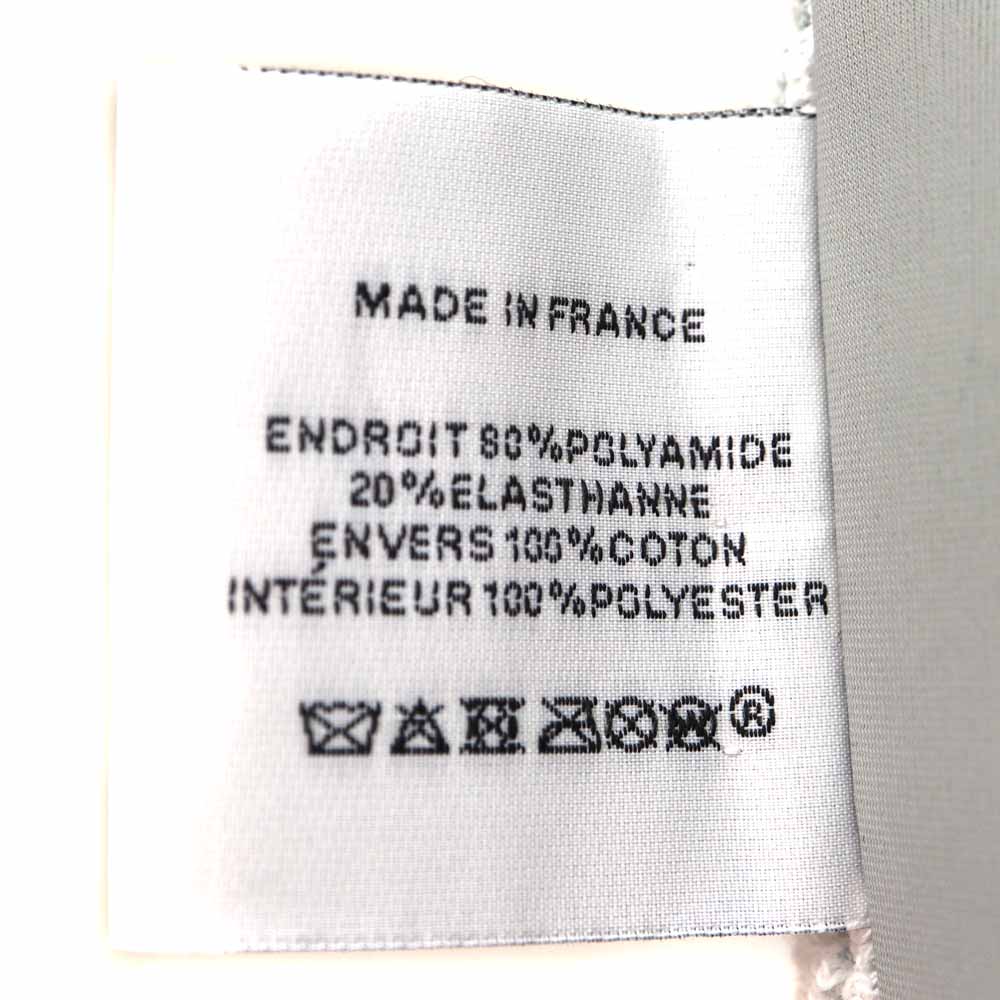 MADE IN FRANCE
ENDROIT 80%POLYAMIDE
20%ELASTHANNE
ENVERS 100%COTON
INTÉRIEUR 100%POLYESTER
®